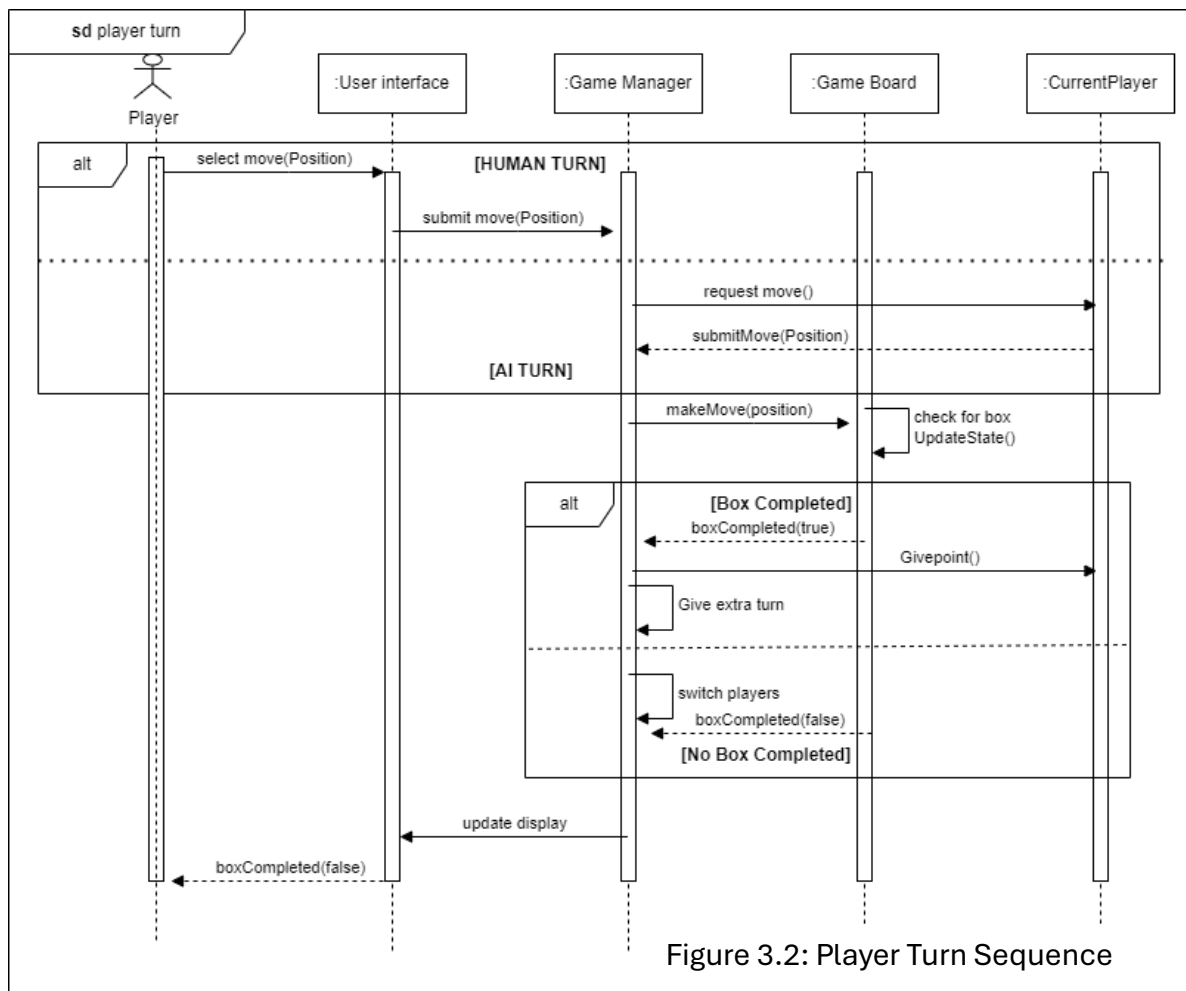 sd player turn
Player
:User interface
:Game Manager
:Game Board
:CurrentPlayer
alt
select move(Position)
[HUMAN TURN]
submit move(Position)
request move()
submitMove(Position)
[AI TURN]
makeMove(position)
check for box
UpdateState()
alt
[Box Completed]
boxCompleted(true)
Givepoint()
Give extra turn
switch players
boxCompleted(false)
[No Box Completed]
update display
boxCompleted(false)
Figure 3.2: Player Turn Sequence